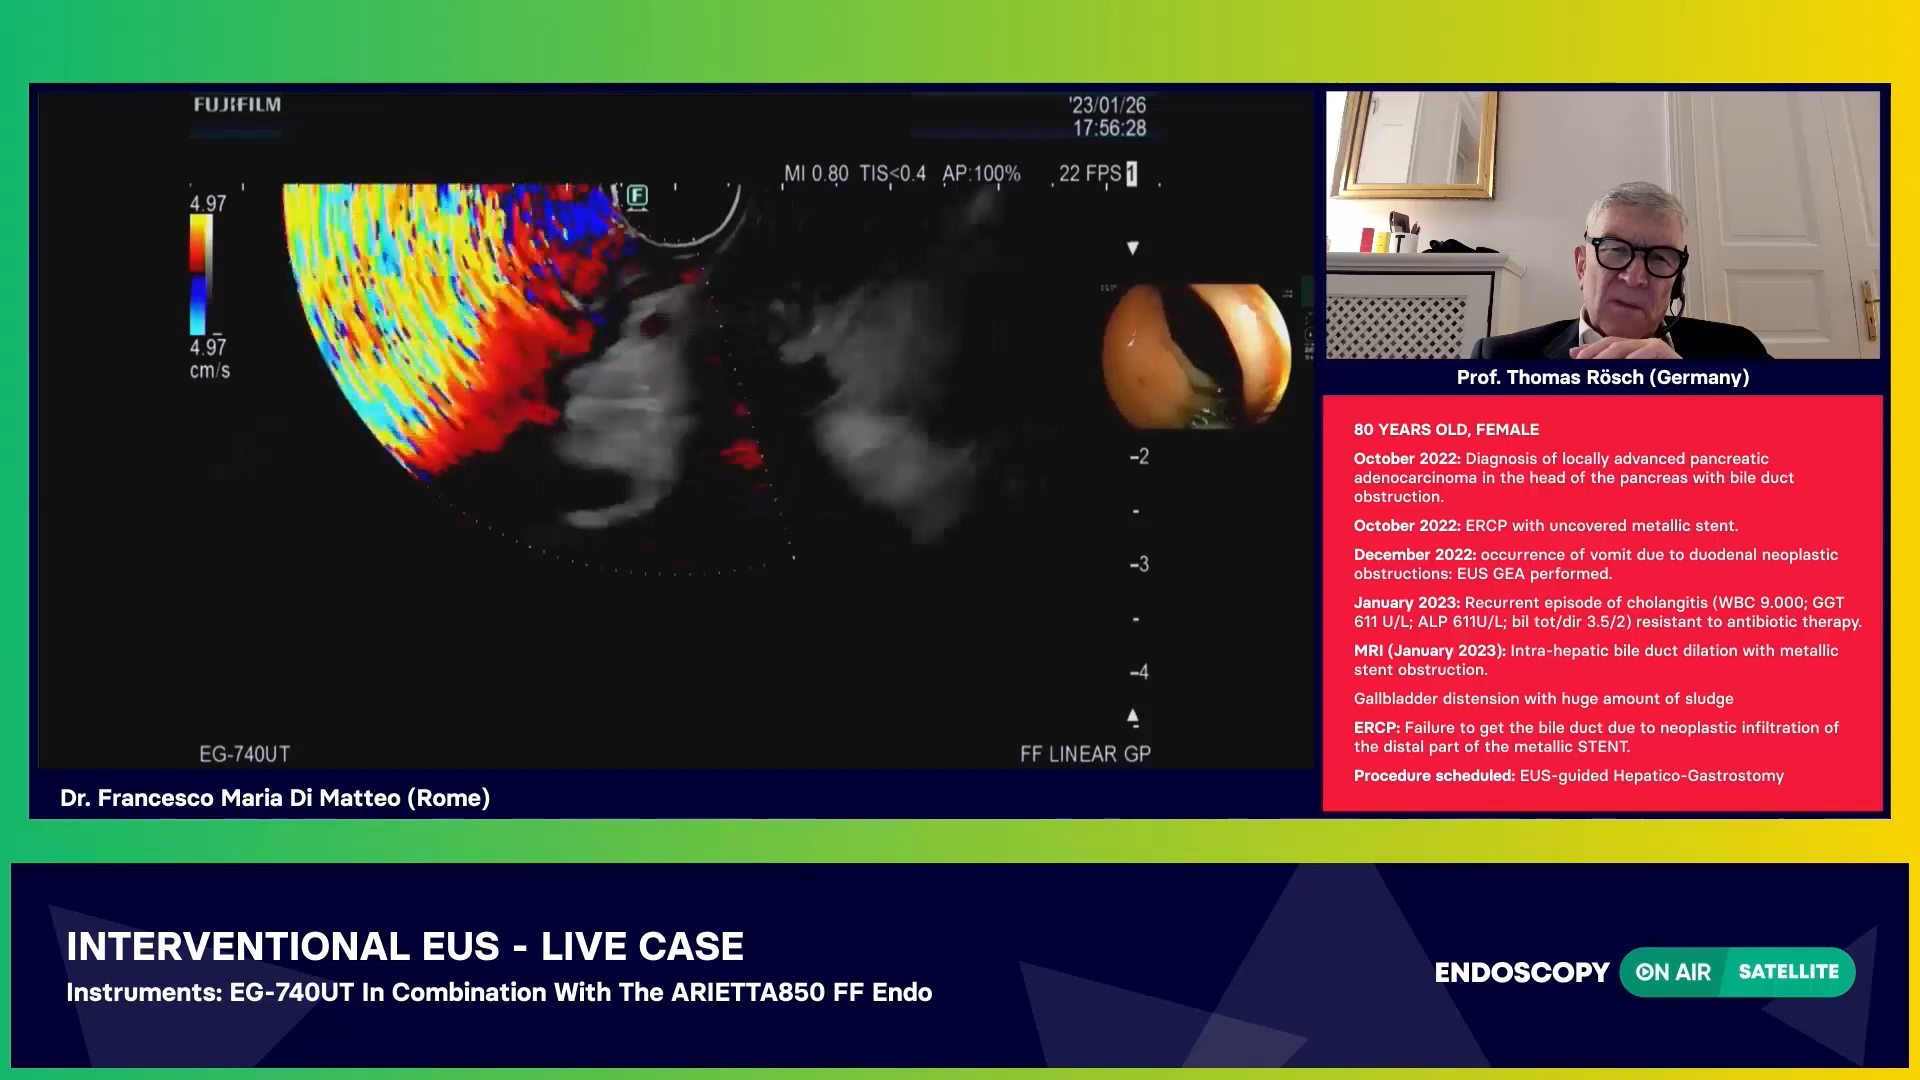 FUJIFILM
'23/01/26
17:56:28
MI 0.80 TIS<0.4 AP:100% 22 FPS 1
F
4.97
4.97
cm/s
-2
-3
-4
EG-740UT
FF LINEAR GP
Dr. Francesco Maria Di Matteo (Rome)
Prof. Thomas Rösch (Germany)
80 YEARS OLD, FEMALE
October 2022: Diagnosis of locally advanced pancreatic
adenocarcinoma in the head of the pancreas with bile duct
obstruction.
October 2022: ERCP with uncovered metallic stent.
December 2022: occurrence of vomit due to duodenal neoplastic
obstructions: EUS GEA performed.
January 2023: Recurrent episode of cholangitis (WBC 9.000; GGT
611 U/L; ALP 611U/L; bil tot/dir 3.5/2) resistant to antibiotic therapy.
MRI (January 2023): Intra-hepatic bile duct dilation with metallic
stent obstruction.
Gallbladder distension with huge amount of sludge
ERCP: Failure to get the bile duct due to neoplastic infiltration of
the distal part of the metallic STENT.
Procedure scheduled: EUS-guided Hepatico-Gastrostomy
INTERVENTIONAL EUS - LIVE CASE
Instruments: EG-740UT In Combination With The ARIETTA850 FF Endo
ENDOSCOPY ON AIR SATELLITE